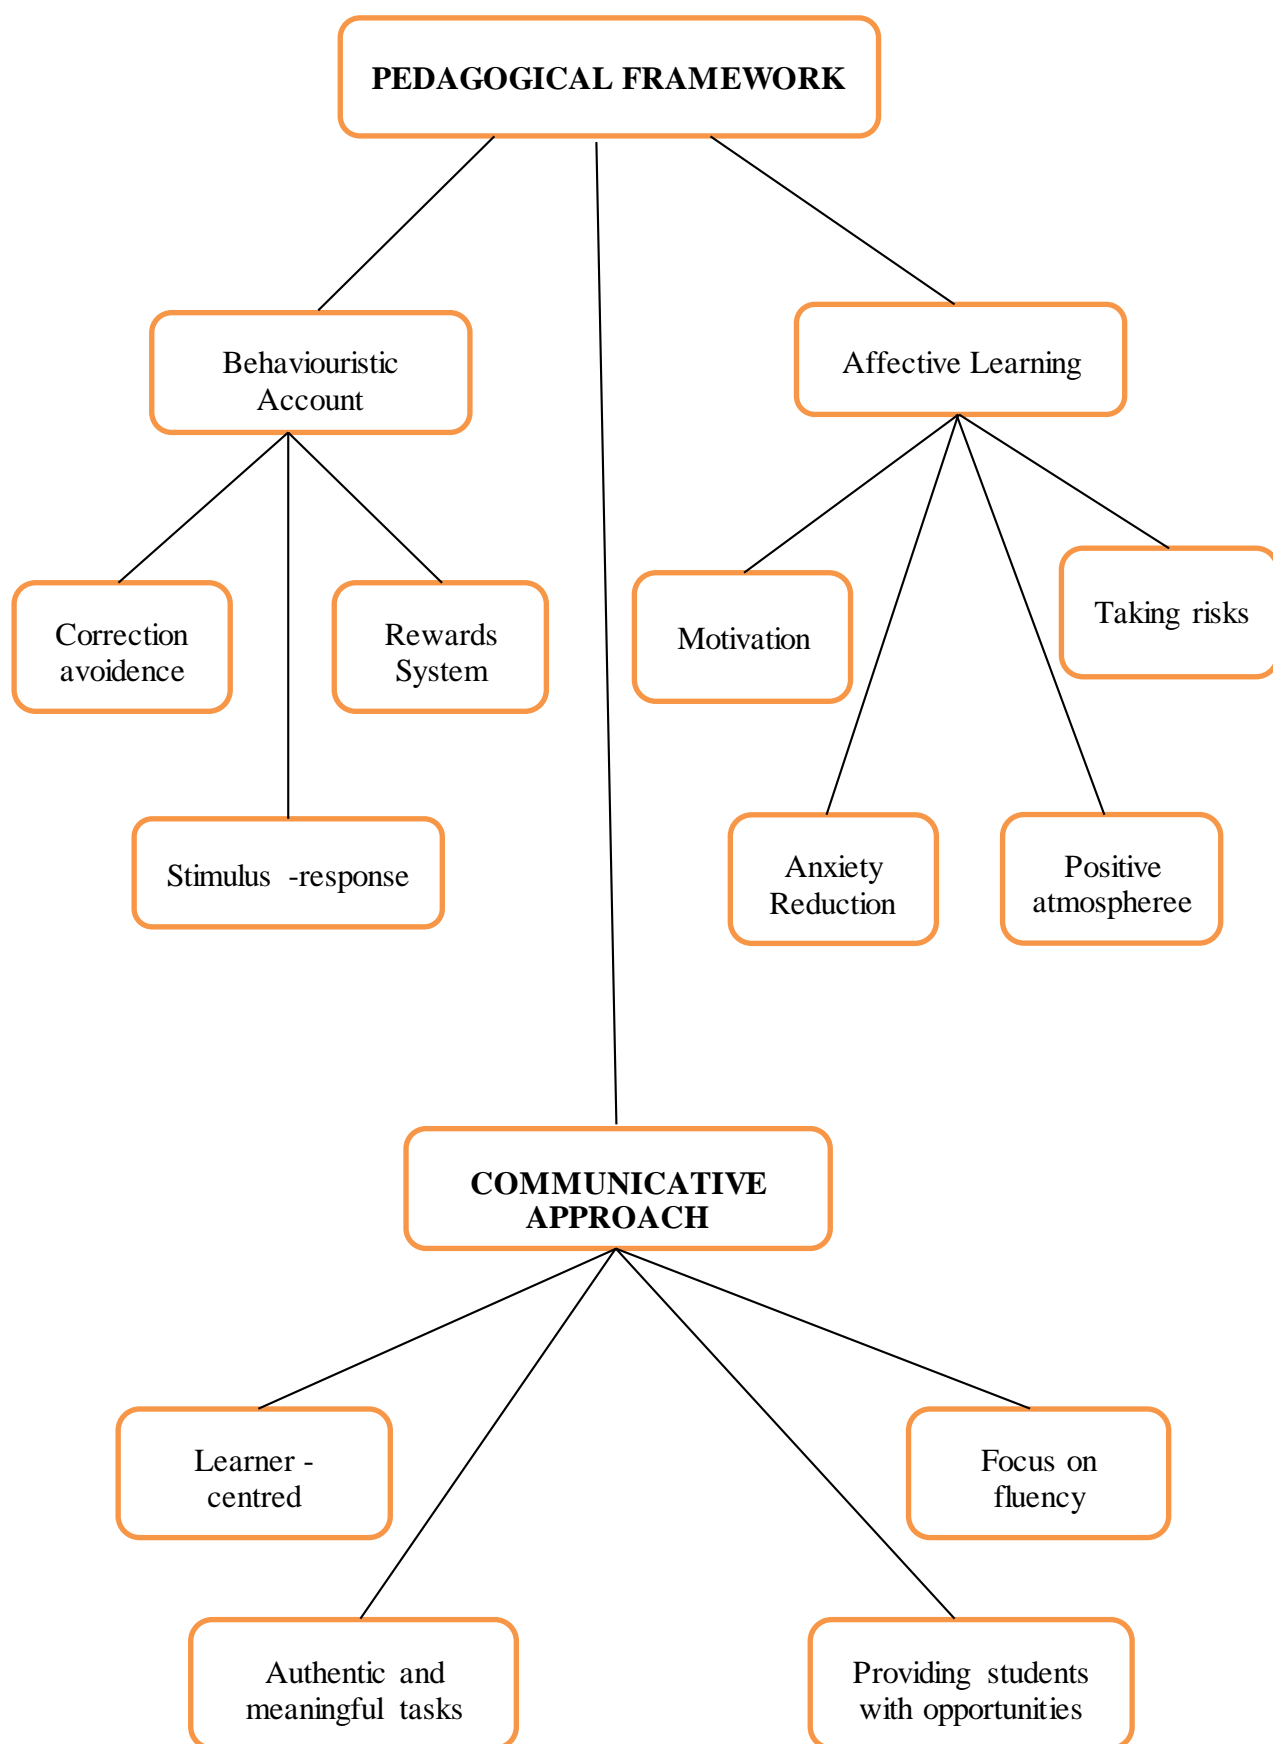 PEDAGOGICAL FRAMEWORK
Behaviouristic
Account
Affective Learning
Correction
avoidence
Rewards
System
Motivation
Taking risks
Stimulus -response
Anxiety
Reduction
Positive
atmospheree
COMMUNICATIVE
APPROACH
Learner -
centred
Focus on
fluency
Authentic and
meaningful tasks
Providing students
with opportunities